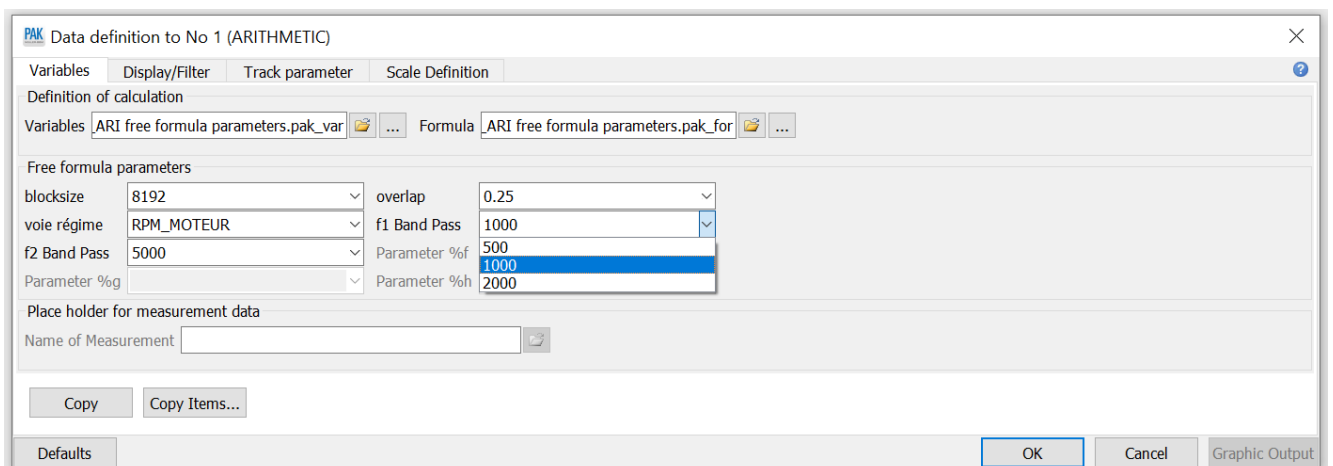 PAK Data definition to No 1 (ARITHMETIC)
Variables Display/Filter Track parameter Scale Definition
Definition of calculation
Variables _ARI free formula parameters.pak_var ... Formula _ARI free formula parameters.pak_for ...
Free formula parameters
blocksize 8192 overlap 0.25
voie régime RPM_MOTEUR f1 Band Pass 1000
f2 Band Pass 5000 Parameter %f 500
1000
Parameter %g Parameter %h 2000
Place holder for measurement data
Name of Measurement
Copy Copy Items...
Defaults OK Cancel Graphic Output